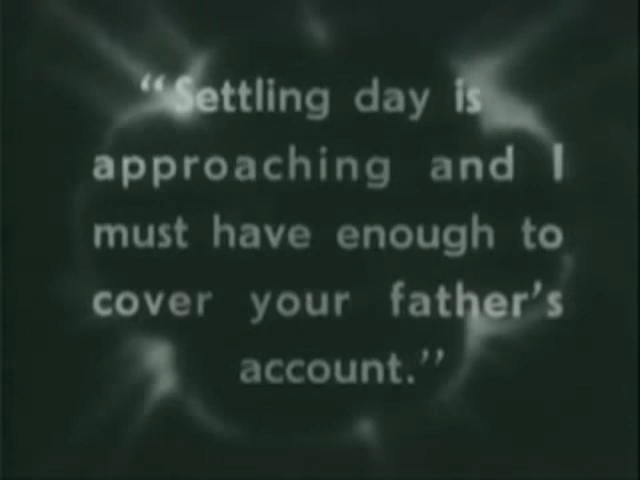 “Settling day is
approaching and I
must have enough to
cover your father’s
account.”